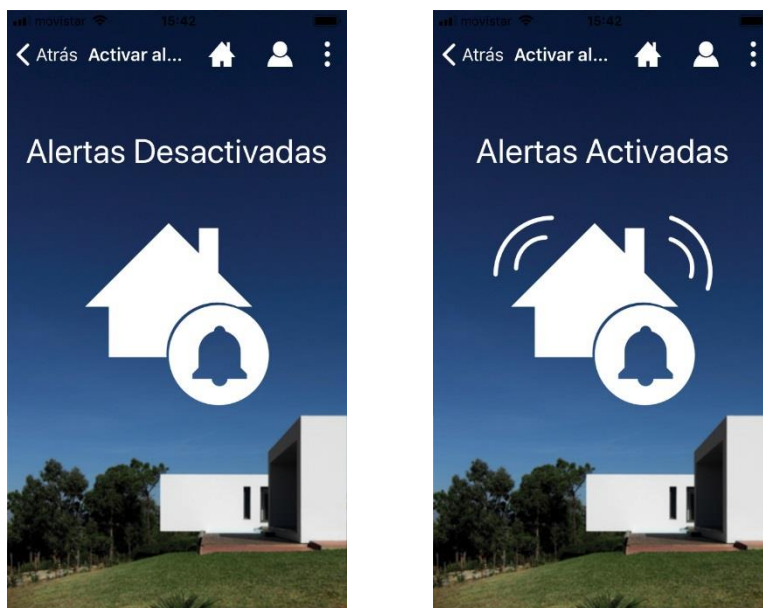 movistar 15:42
Atrás Activar al...
Alertas Desactivadas
movistar 15:42
Atrás Activar al...
Alertas Activadas